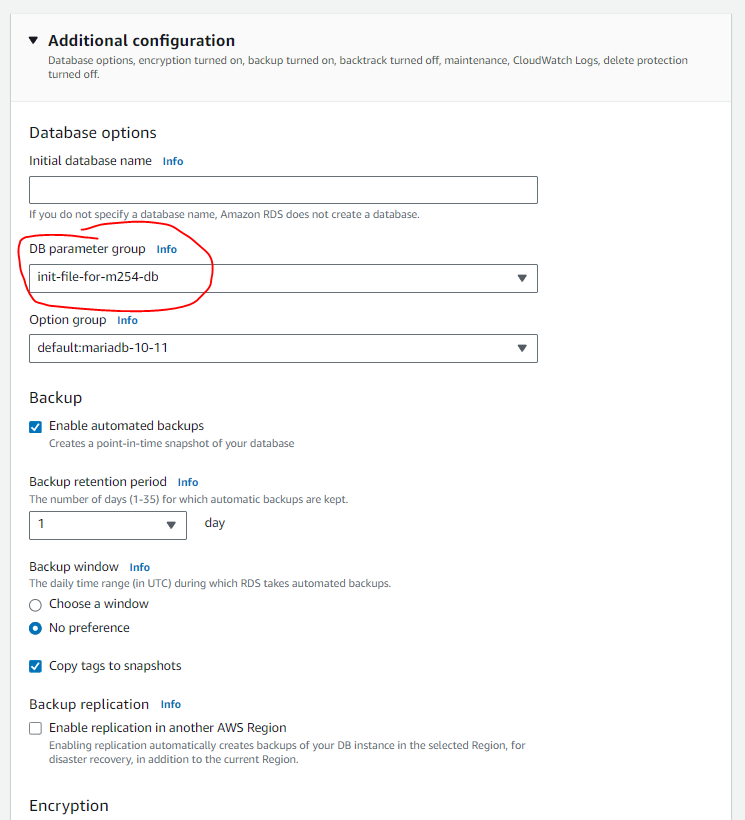 Additional configuration
Database options, encryption turned on, backup turned on, backtrack turned off, maintenance, CloudWatch Logs, delete protection
turned off.
Database options
Initial database name Info
If you do not specify a database name, Amazon RDS does not create a database.
DB parameter group Info
init-file-for-m254-db
Option group Info
default:mariadb-10-11
Backup
Enable automated backups
Creates a point-in-time snapshot of your database
Backup retention period Info
The number of days (1-35) for which automatic backups are kept.
1 day
Backup window Info
The daily time range (in UTC) during which RDS takes automated backups.
Choose a window
No preference
Copy tags to snapshots
Backup replication Info
Enable replication in another AWS Region
Enabling replication automatically creates backups of your DB instance in the selected Region, for
disaster recovery, in addition to the current Region.
Encryption